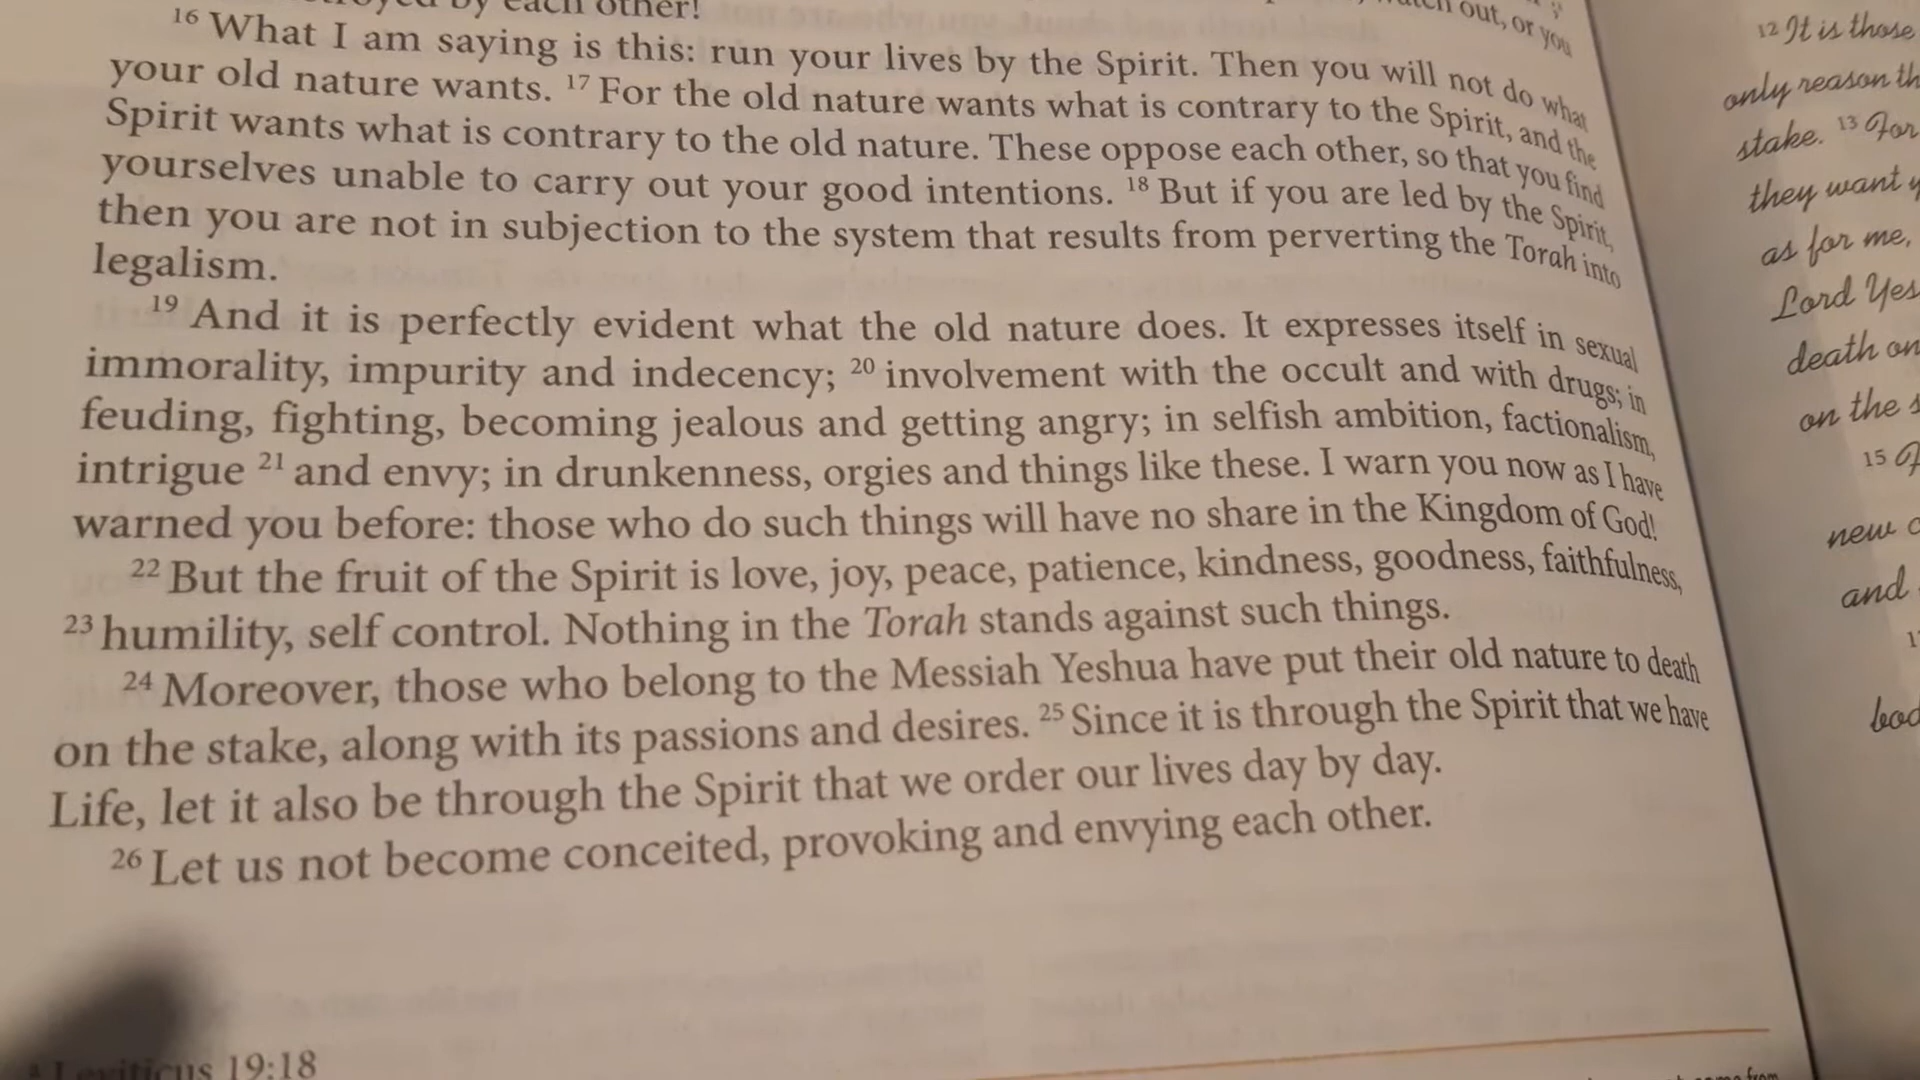 by each other!
out, or you
16 What I am saying is this: run your lives by the Spirit. Then you will not do what
your old nature wants. 17 For the old nature wants what is contrary to the Spirit, and the
Spirit wants what is contrary to the old nature. These oppose each other, so that you find
yourselves unable to carry out your good intentions. 18 But if you are led by the Spirit,
then you are not in subjection to the system that results from perverting the Torah into
legalism.
19 And it is perfectly evident what the old nature does. It expresses itself in sexual
immorality, impurity and indecency; 20 involvement with the occult and with drugs; in
feuding, fighting, becoming jealous and getting angry; in selfish ambition, factionalism,
intrigue 21 and envy; in drunkenness, orgies and things like these. I warn you now as I have
warned you before: those who do such things will have no share in the Kingdom of God!
22 But the fruit of the Spirit is love, joy, peace, patience, kindness, goodness, faithfulness,
23 humility, self control. Nothing in the Torah stands against such things.
24 Moreover, those who belong to the Messiah Yeshua have put their old nature to death
on the stake, along with its passions and desires. 25 Since it is through the Spirit that we have
Life, let it also be through the Spirit that we order our lives day by day.
26 Let us not become conceited, provoking and envying each other.
Leviticus 19:18
12 It is those
only reason
stake. 13 For
they want
as for me,
Lord
death on
on the
15
new
and
from